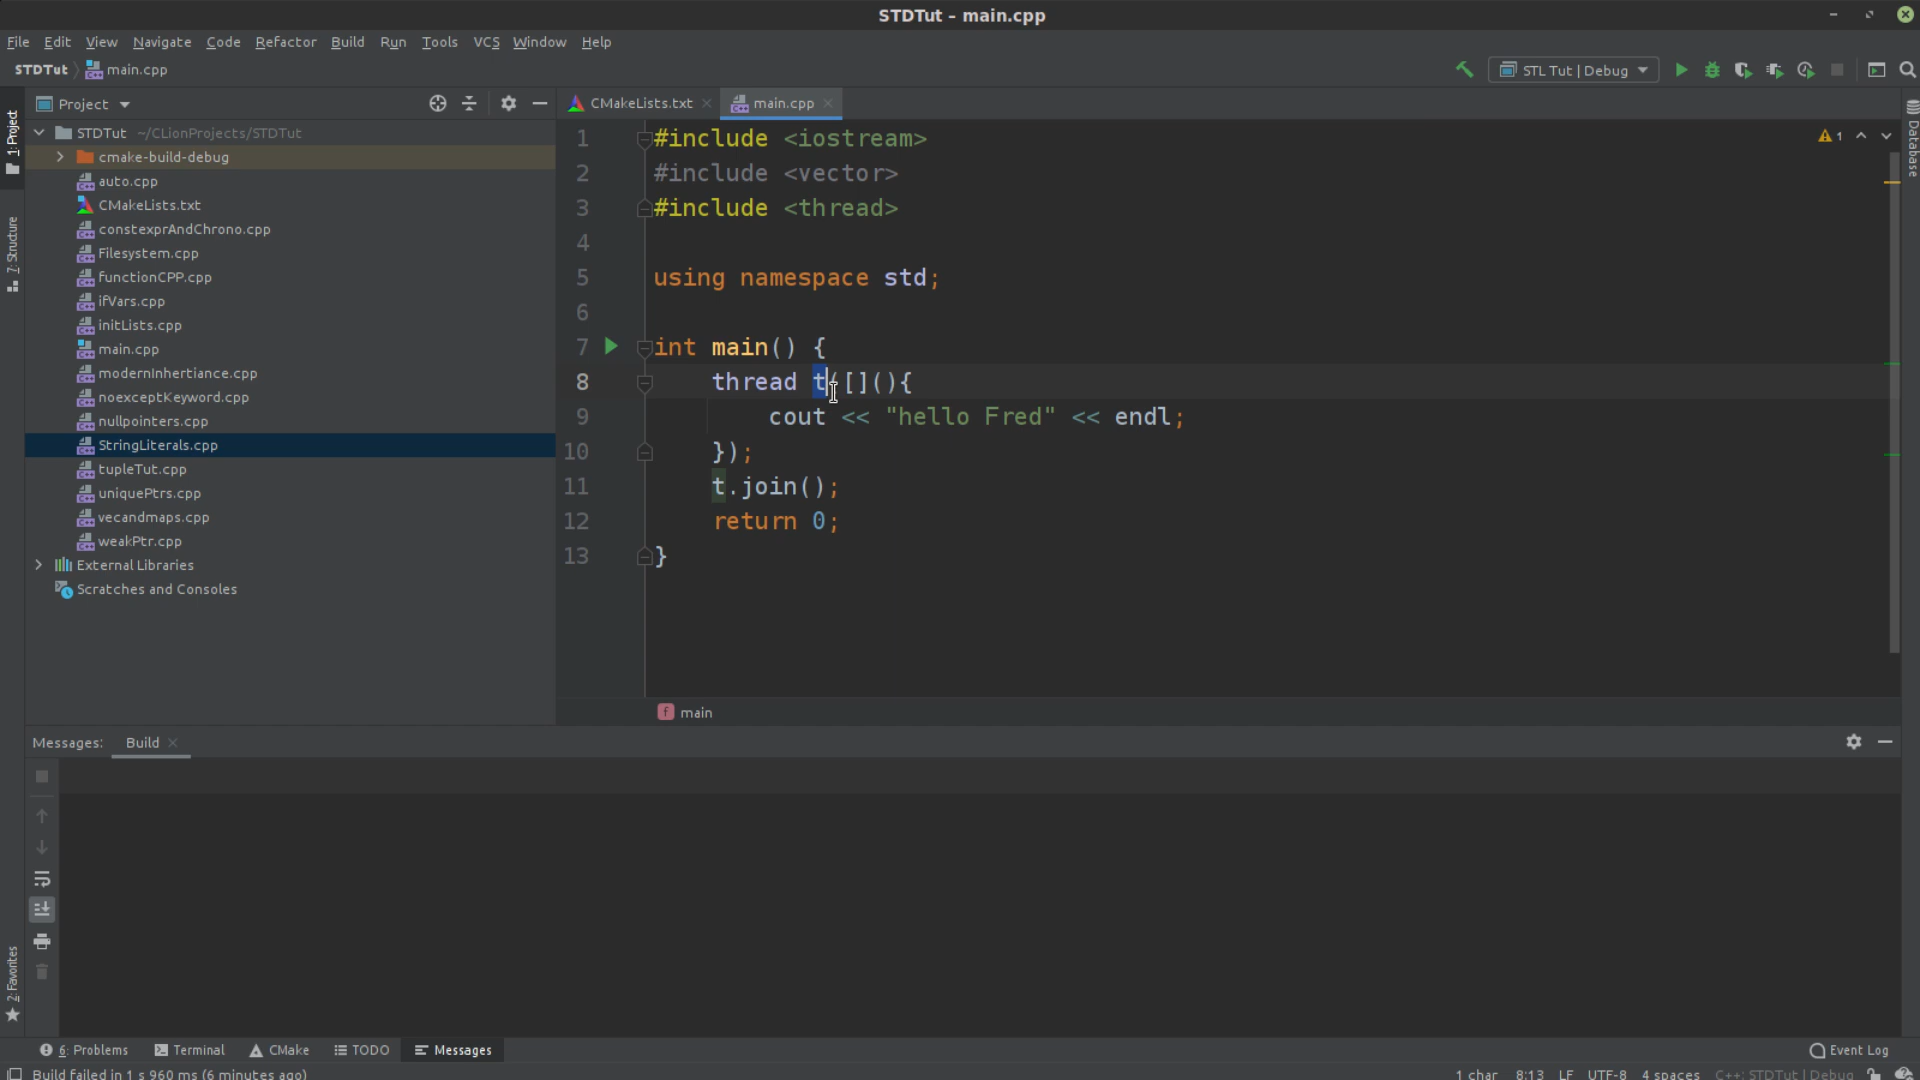 STDTut – main.cpp
File Edit View Navigate Code Refactor Build Run Tools VCS Window Help
STDTut main.cpp
STL Tut | Debug
1: Project
7: Structure
2: Favorites
Database
Project
STDTut ~/CLionProjects/STDTut
cmake-build-debug
auto.cpp
CMakeLists.txt
constexprAndChrono.cpp
Filesystem.cpp
functionCPP.cpp
ifVars.cpp
initLists.cpp
main.cpp
modernInhertiance.cpp
noexceptKeyword.cpp
nullpointers.cpp
StringLiterals.cpp
tupleTut.cpp
uniquePtrs.cpp
vecandmaps.cpp
weakPtr.cpp
External Libraries
Scratches and Consoles
CMakeLists.txt main.cpp
1
1 #include <iostream>
2 #include <vector>
3 #include <thread>
4
5 using namespace std;
6
7 int main() {
8 thread t([](){
9 cout << "hello Fred" << endl;
10 });
11 t.join();
12 return 0;
13 }
f main
Messages: Build
6: Problems Terminal CMake TODO Messages Event Log
Build failed in 1 s 960 ms (6 minutes ago) 1 char 8:13 LF UTF-8 4 spaces C++: STDTut | Debug